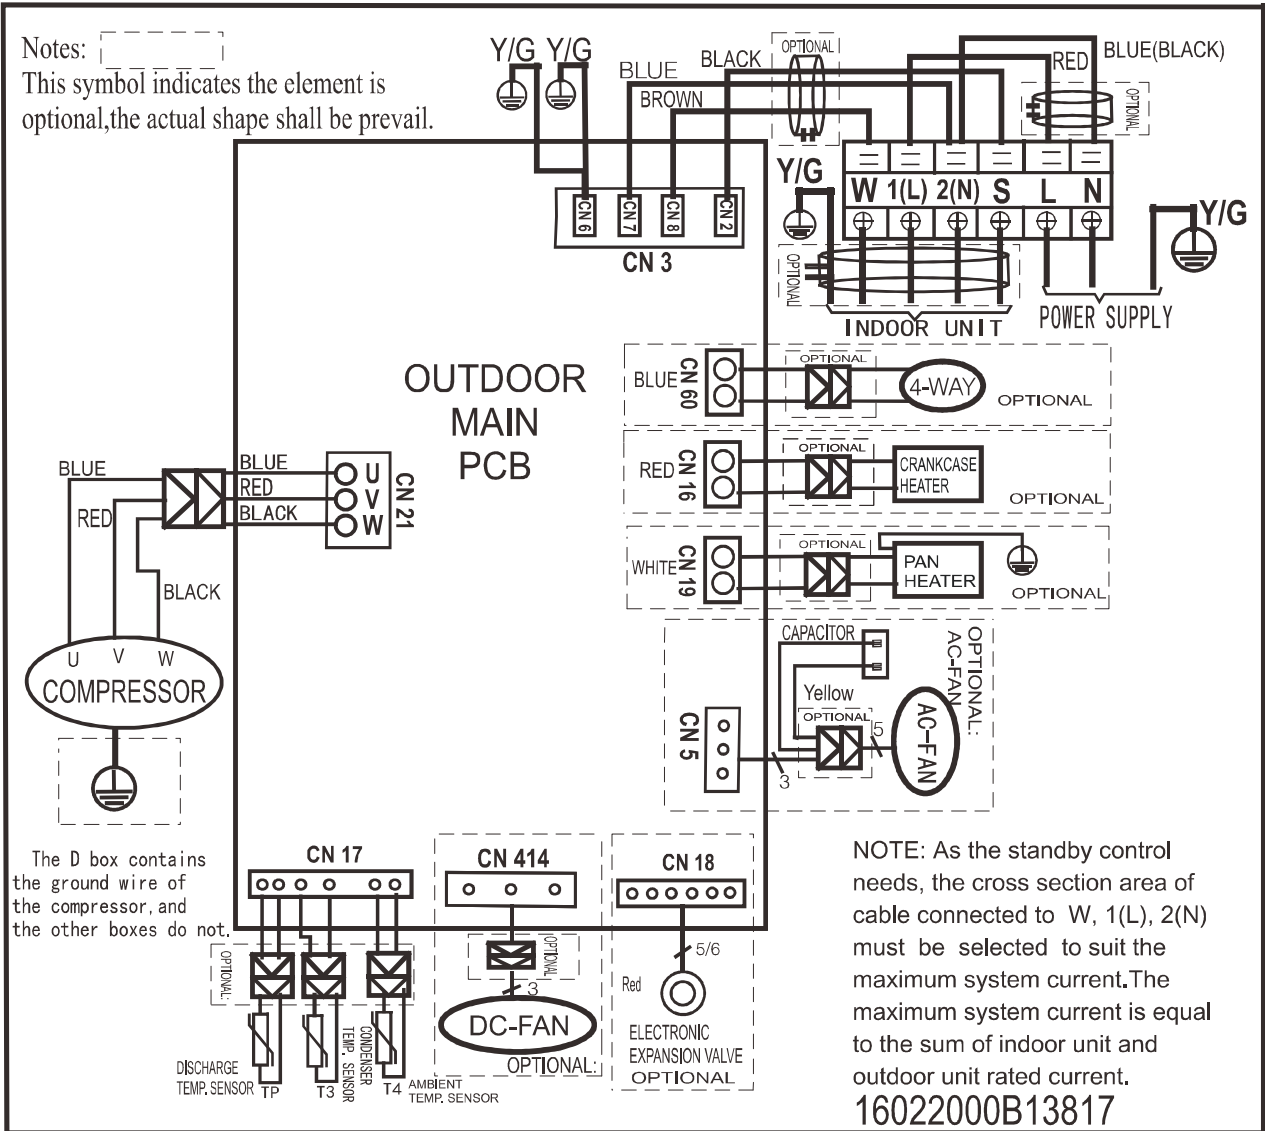 Notes:
This symbol indicates the element is
optional,the actual shape shall be prevail.
Y/G Y/G
BLACK
BLUE
BROWN
OPTIONAL
RED
BLUE(BLACK)
OPTIONAL
Y/G
W 1(L) 2(N) S L N
Y/G
CN 6
CN 7
CN 8
CN 2
CN 3
OPTIONAL
INDOOR UNIT
POWER SUPPLY
OUTDOOR
MAIN
PCB
BLUE
CN 60
OPTIONAL
4-WAY
OPTIONAL
RED
CN 16
OPTIONAL
CRANKCASE
HEATER
OPTIONAL
WHITE
CN 19
OPTIONAL
PAN
HEATER
OPTIONAL
BLUE
RED
BLACK
BLUE
RED
BLACK
U
V
W
CN 21
U V W
COMPRESSOR
CAPACITOR
OPTIONAL:
AC-FAN
Yellow
OPTIONAL
CN 5
3
5
AC-FAN
The D box contains
the ground wire of
the compressor, and
the other boxes do not.
CN 17
OPTIONAL:
DISCHARGE
TEMP. SENSOR
TP
T3
CONDENSER
TEMP. SENSOR
T4
AMBIENT
TEMP. SENSOR
CN 414
OPTIONAL
3
DC-FAN
OPTIONAL:
CN 18
5/6
Red
ELECTRONIC
EXPANSION VALVE
OPTIONAL
NOTE: As the standby control
needs, the cross section area of
cable connected to W, 1(L), 2(N)
must be selected to suit the
maximum system current.The
maximum system current is equal
to the sum of indoor unit and
outdoor unit rated current.
16022000B13817